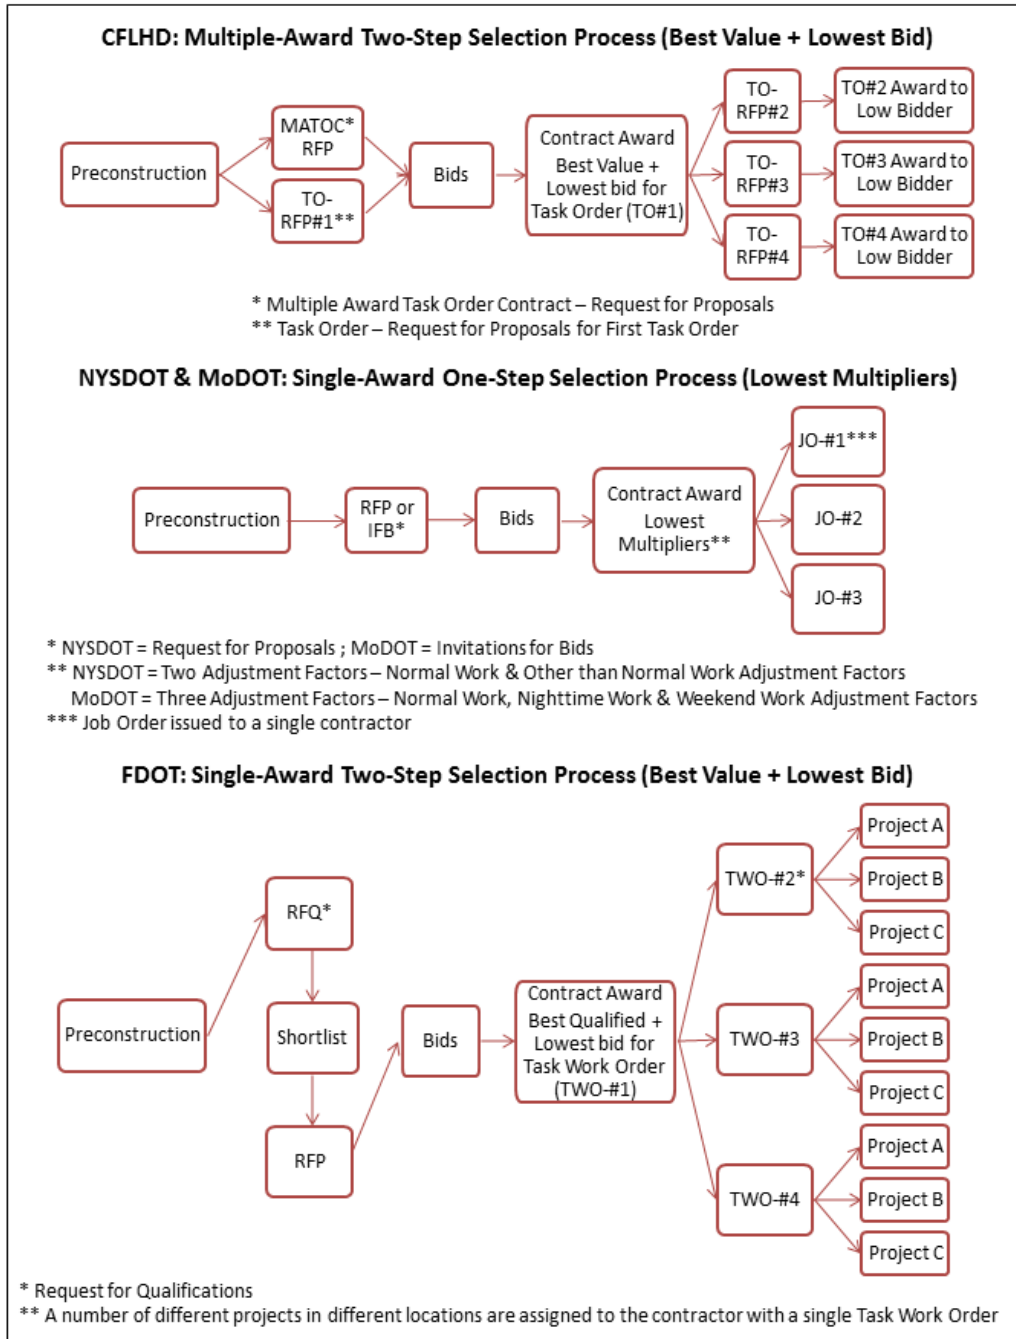 CFLHD: Multiple-Award Two-Step Selection Process (Best Value + Lowest Bid)
Preconstruction
MATOC*
RFP
TO-
RFP#1**
Bids
Contract Award
Best Value +
Lowest bid for
Task Order (TO#1)
TO-
RFP#2
TO#2 Award to
Low Bidder
TO-
RFP#3
TO#3 Award to
Low Bidder
TO-
RFP#4
TO#4 Award to
Low Bidder
* Multiple Award Task Order Contract – Request for Proposals
** Task Order – Request for Proposals for First Task Order
NYSDOT & MoDOT: Single-Award One-Step Selection Process (Lowest Multipliers)
Preconstruction
RFP or
IFB*
Bids
Contract Award
Lowest
Multipliers**
JO-#1***
JO-#2
JO-#3
* NYSDOT = Request for Proposals ; MoDOT = Invitations for Bids
** NYSDOT = Two Adjustment Factors – Normal Work & Other than Normal Work Adjustment Factors
MoDOT = Three Adjustment Factors – Normal Work, Nighttime Work & Weekend Work Adjustment Factors
*** Job Order issued to a single contractor
FDOT: Single-Award Two-Step Selection Process (Best Value + Lowest Bid)
Preconstruction
RFQ*
Shortlist
RFP
Bids
Contract Award
Best Qualified +
Lowest bid for
Task Work Order
(TWO-#1)
TWO-#2*
Project A
Project B
Project C
TWO-#3
Project A
Project B
Project C
TWO-#4
Project A
Project B
Project C
* Request for Qualifications
** A number of different projects in different locations are assigned to the contractor with a single Task Work Order